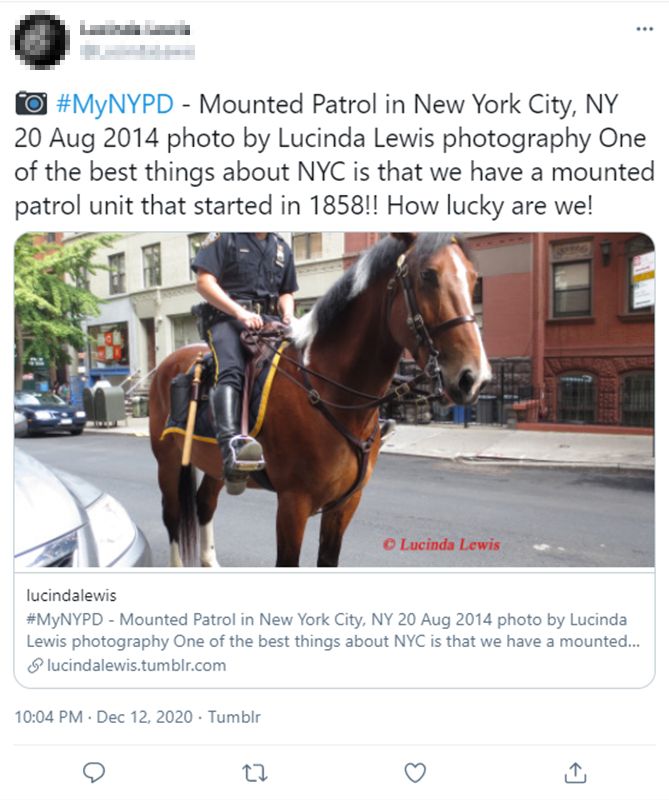 #MyNYPD - Mounted Patrol in New York City, NY
20 Aug 2014 photo by Lucinda Lewis photography One
of the best things about NYC is that we have a mounted
patrol unit that started in 1858!! How lucky are we!
© Lucinda Lewis
lucindalewis
#MyNYPD - Mounted Patrol in New York City, NY 20 Aug 2014 photo by Lucinda
Lewis photography One of the best things about NYC is that we have a mounted...
lucindalewis.tumblr.com
10:04 PM · Dec 12, 2020 · Tumblr